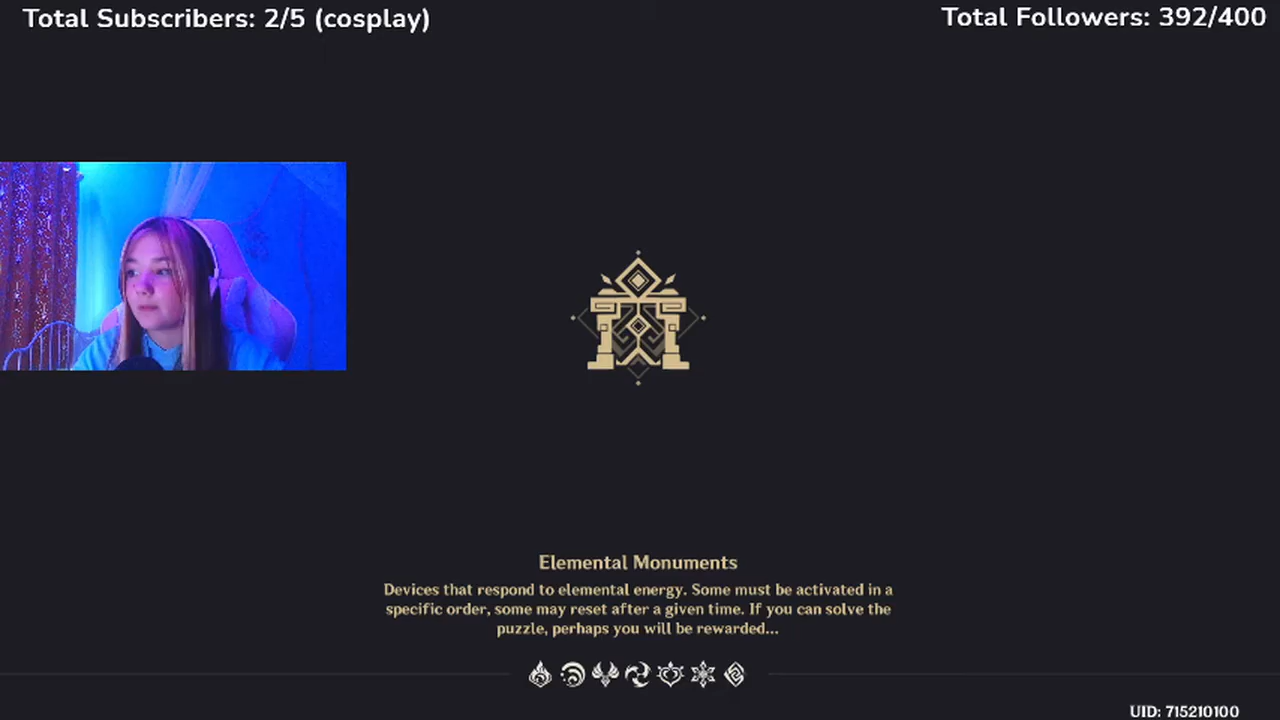 Total Subscribers: 2/5 (cosplay)
Total Followers: 392/400
Elemental Monuments
Devices that respond to elemental energy. Some must be activated in a
specific order, some may reset after a given time. If you can solve the
puzzle, perhaps you will be rewarded...
UID: 715210100